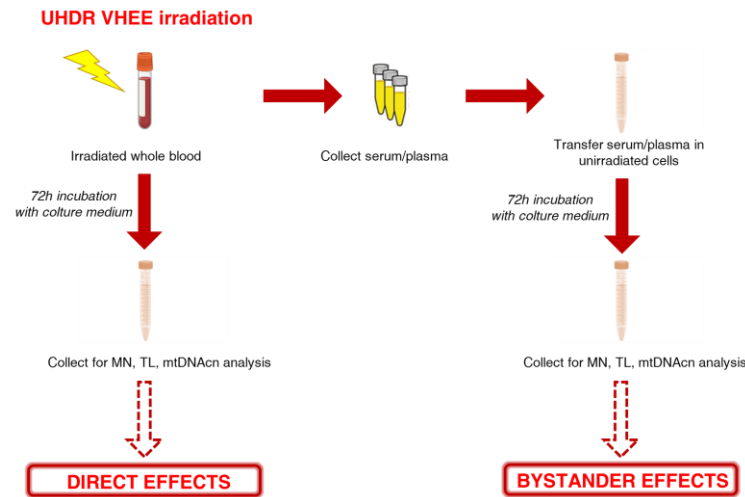 UHDR VHEE irradiation
Irradiated whole blood
Collect serum/plasma
Transfer serum/plasma in
unirradiated cells
72h incubation
with colture medium
72h incubation
with colture medium
Collect for MN, TL, mtDNAcn analysis
Collect for MN, TL, mtDNAcn analysis
DIRECT EFFECTS
BYSTANDER EFFECTS